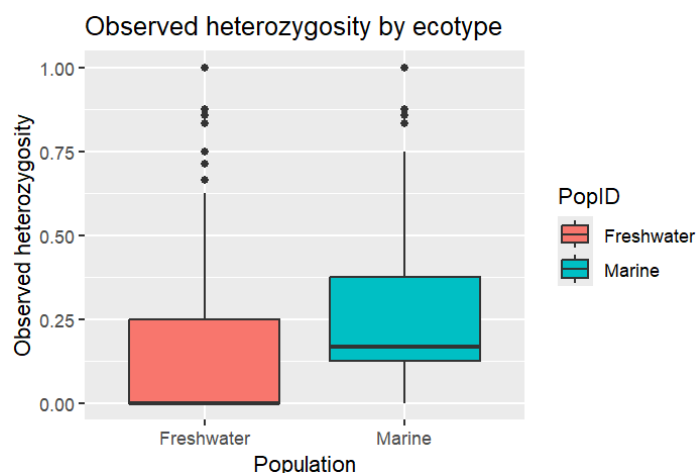 Observed heterozygosity by ecotype
1.00
0.75
0.50
0.25
0.00
Observed heterozygosity
Freshwater
Marine
Population
PopID
Freshwater
Marine